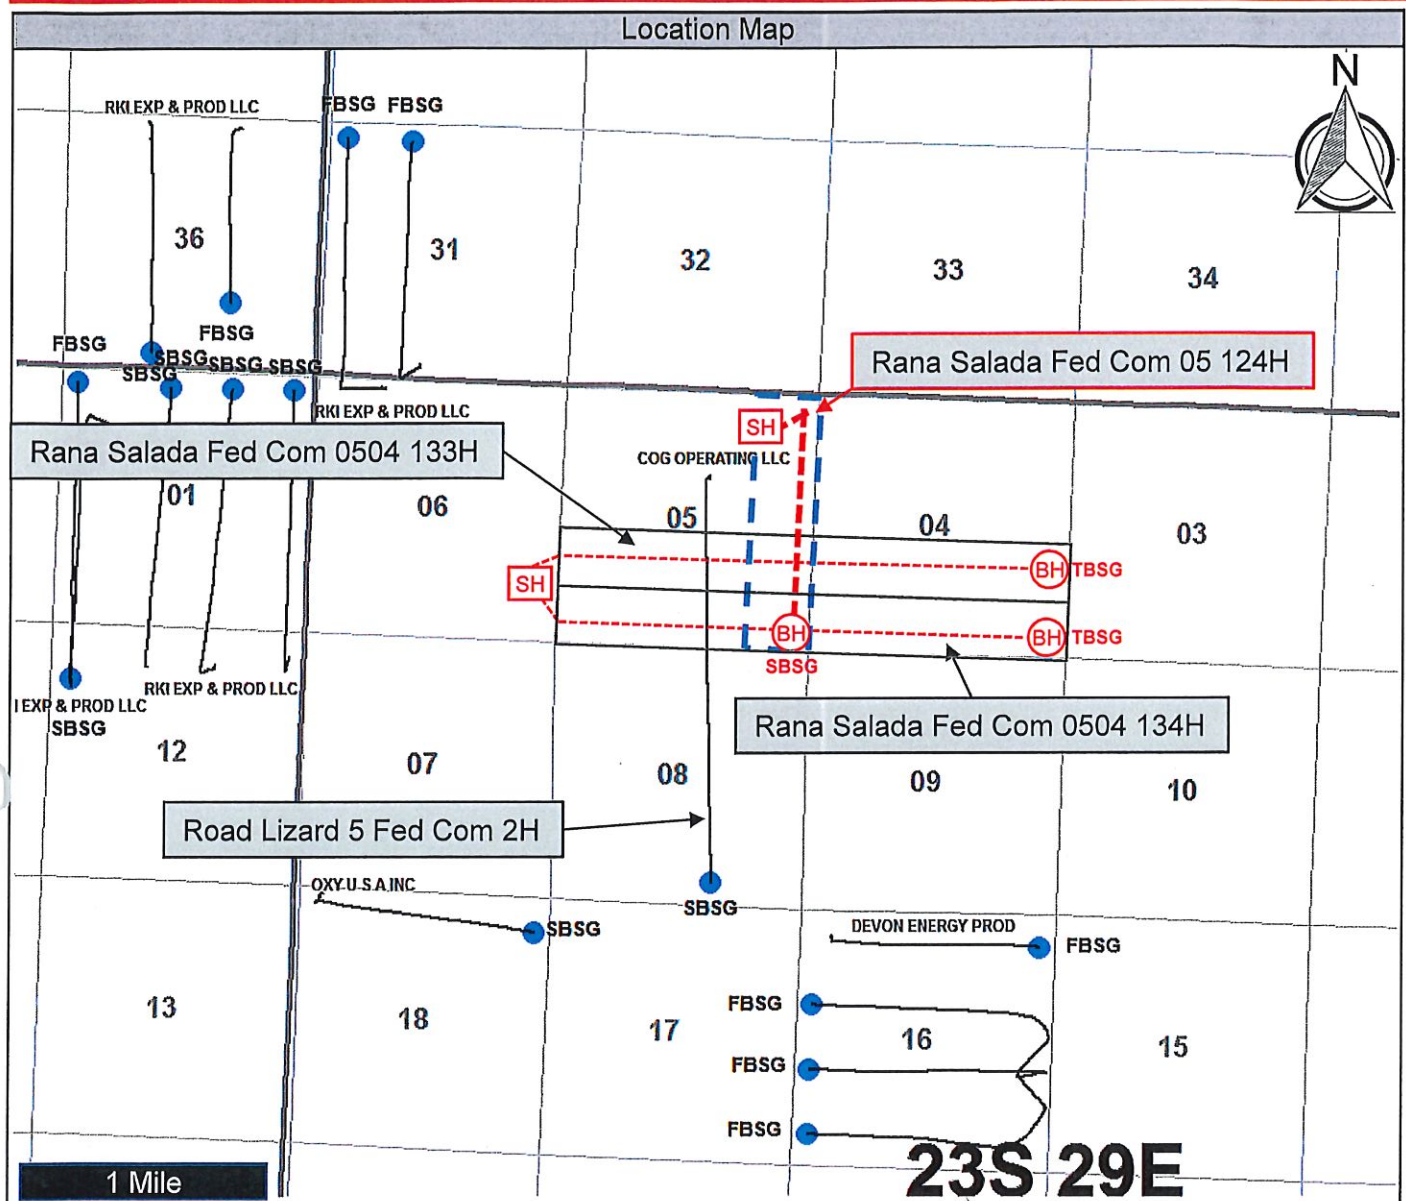 Location Map
N
RKI EXP & PROD LLC
FBSG FBSG
36
31
32
33
34
FBSG
FBSG
SBSG
SBSG
SBSG
SBSG
Rana Salada Fed Com 05 124H
RKI EXP & PROD LLC
SH
Rana Salada Fed Com 0504 133H
COG OPERATING LLC
01
06
05
04
03
SH
BH TBSG
BH
BH TBSG
SBSG
RKI EXP & PROD LLC
I EXP & PROD LLC
SBSG
Rana Salada Fed Com 0504 134H
12
07
08
09
10
Road Lizard 5 Fed Com 2H
OXY U S A INC
SBSG
SBSG
DEVON ENERGY PROD
FBSG
13
18
17
FBSG
16
15
FBSG
FBSG
23S 29E
1 Mile